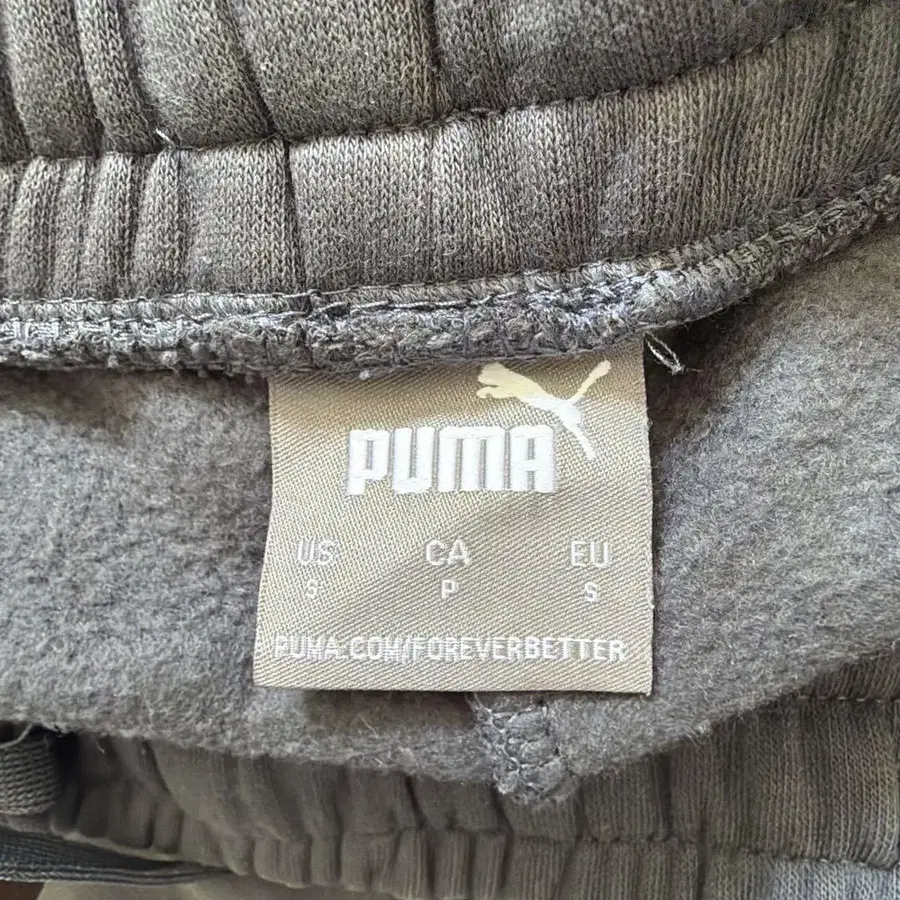 PUMA
US CA EU
S P S
PUMA.COM/FOREVERBETTER